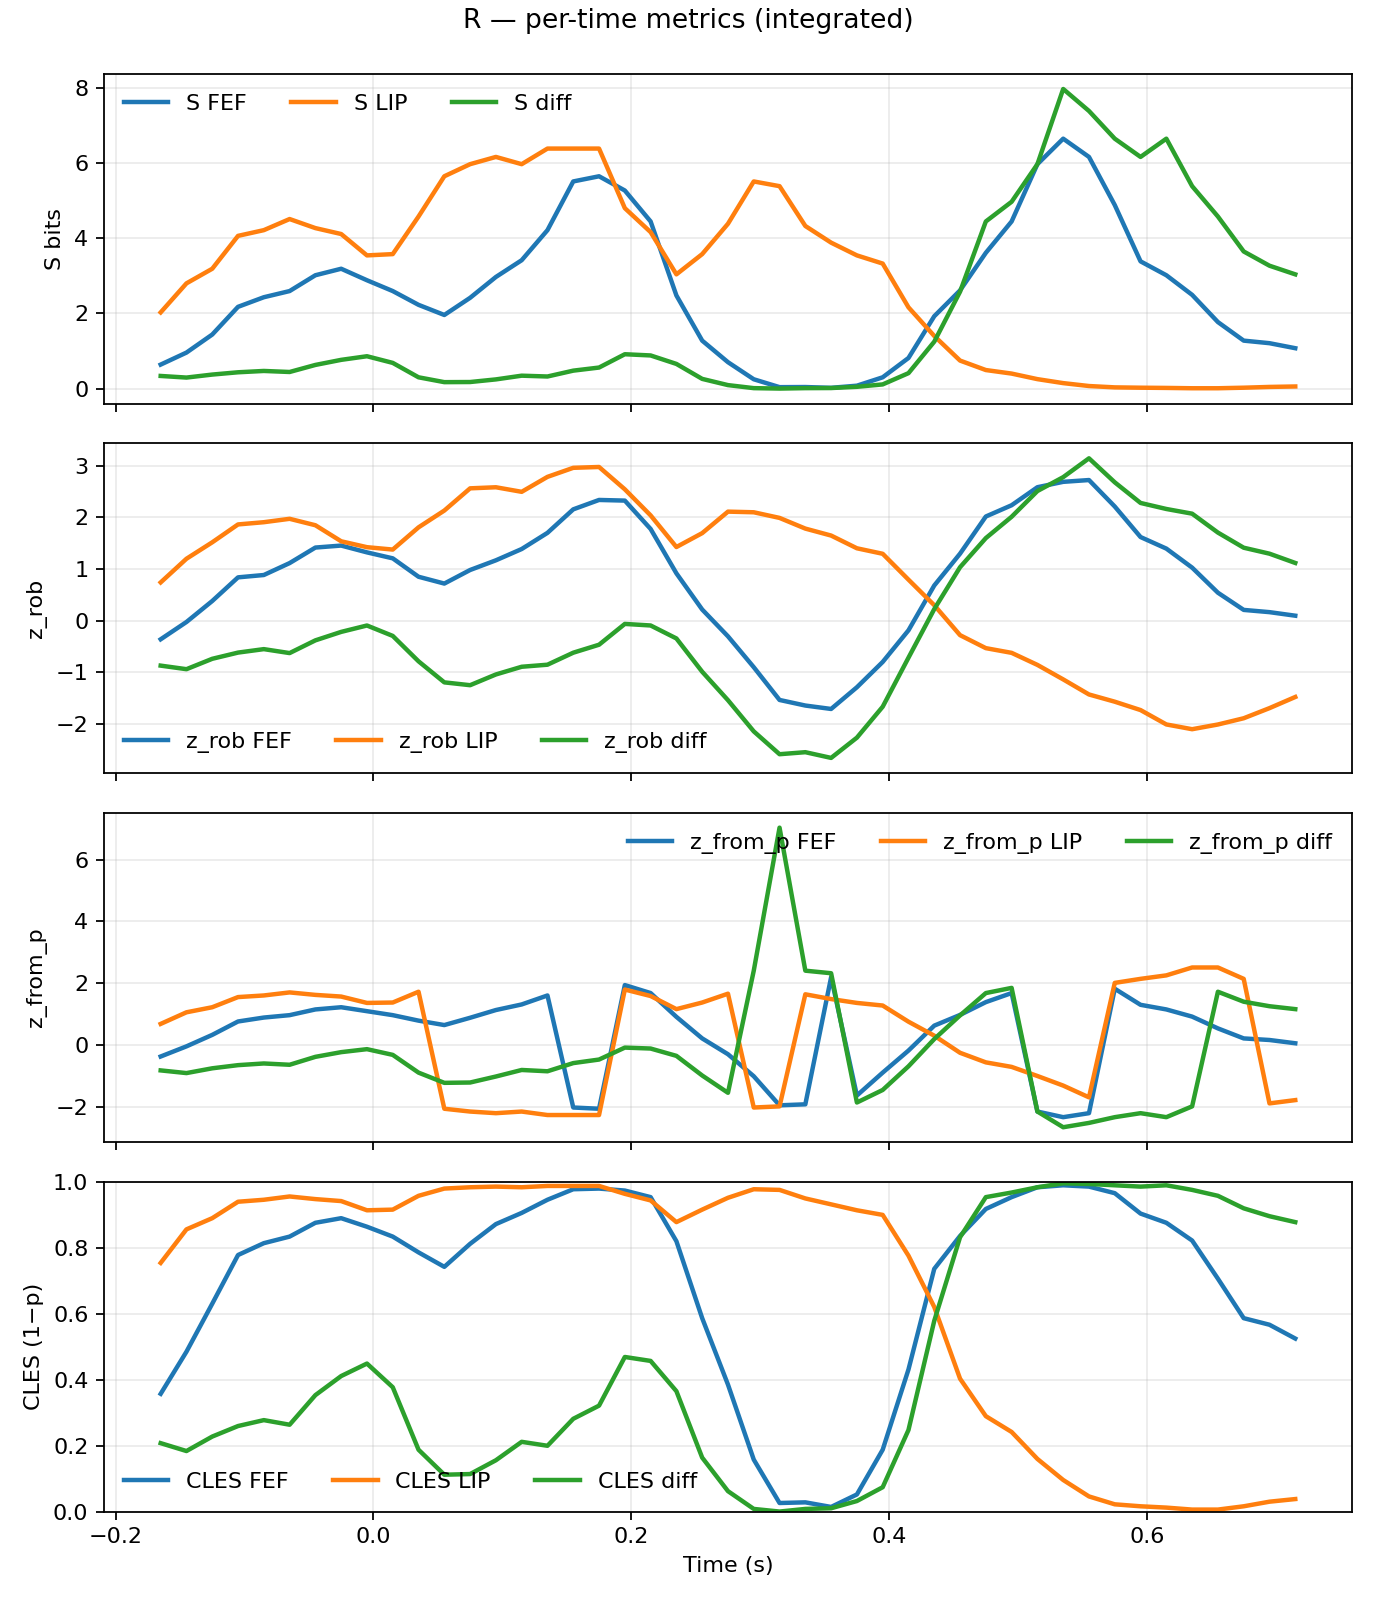 R — per-time metrics (integrated)
8
6
4
2
0
S bits
S FEF S LIP S diff
3
2
1
0
−1
−2
z_rob
z_rob FEF z_rob LIP z_rob diff
6
4
2
0
−2
z_from_p
z_from_p FEF z_from_p LIP z_from_p diff
1.0
0.8
0.6
0.4
0.2
0.0
CLES (1−p)
CLES FEF CLES LIP CLES diff
−0.2 0.0 0.2 0.4 0.6
Time (s)